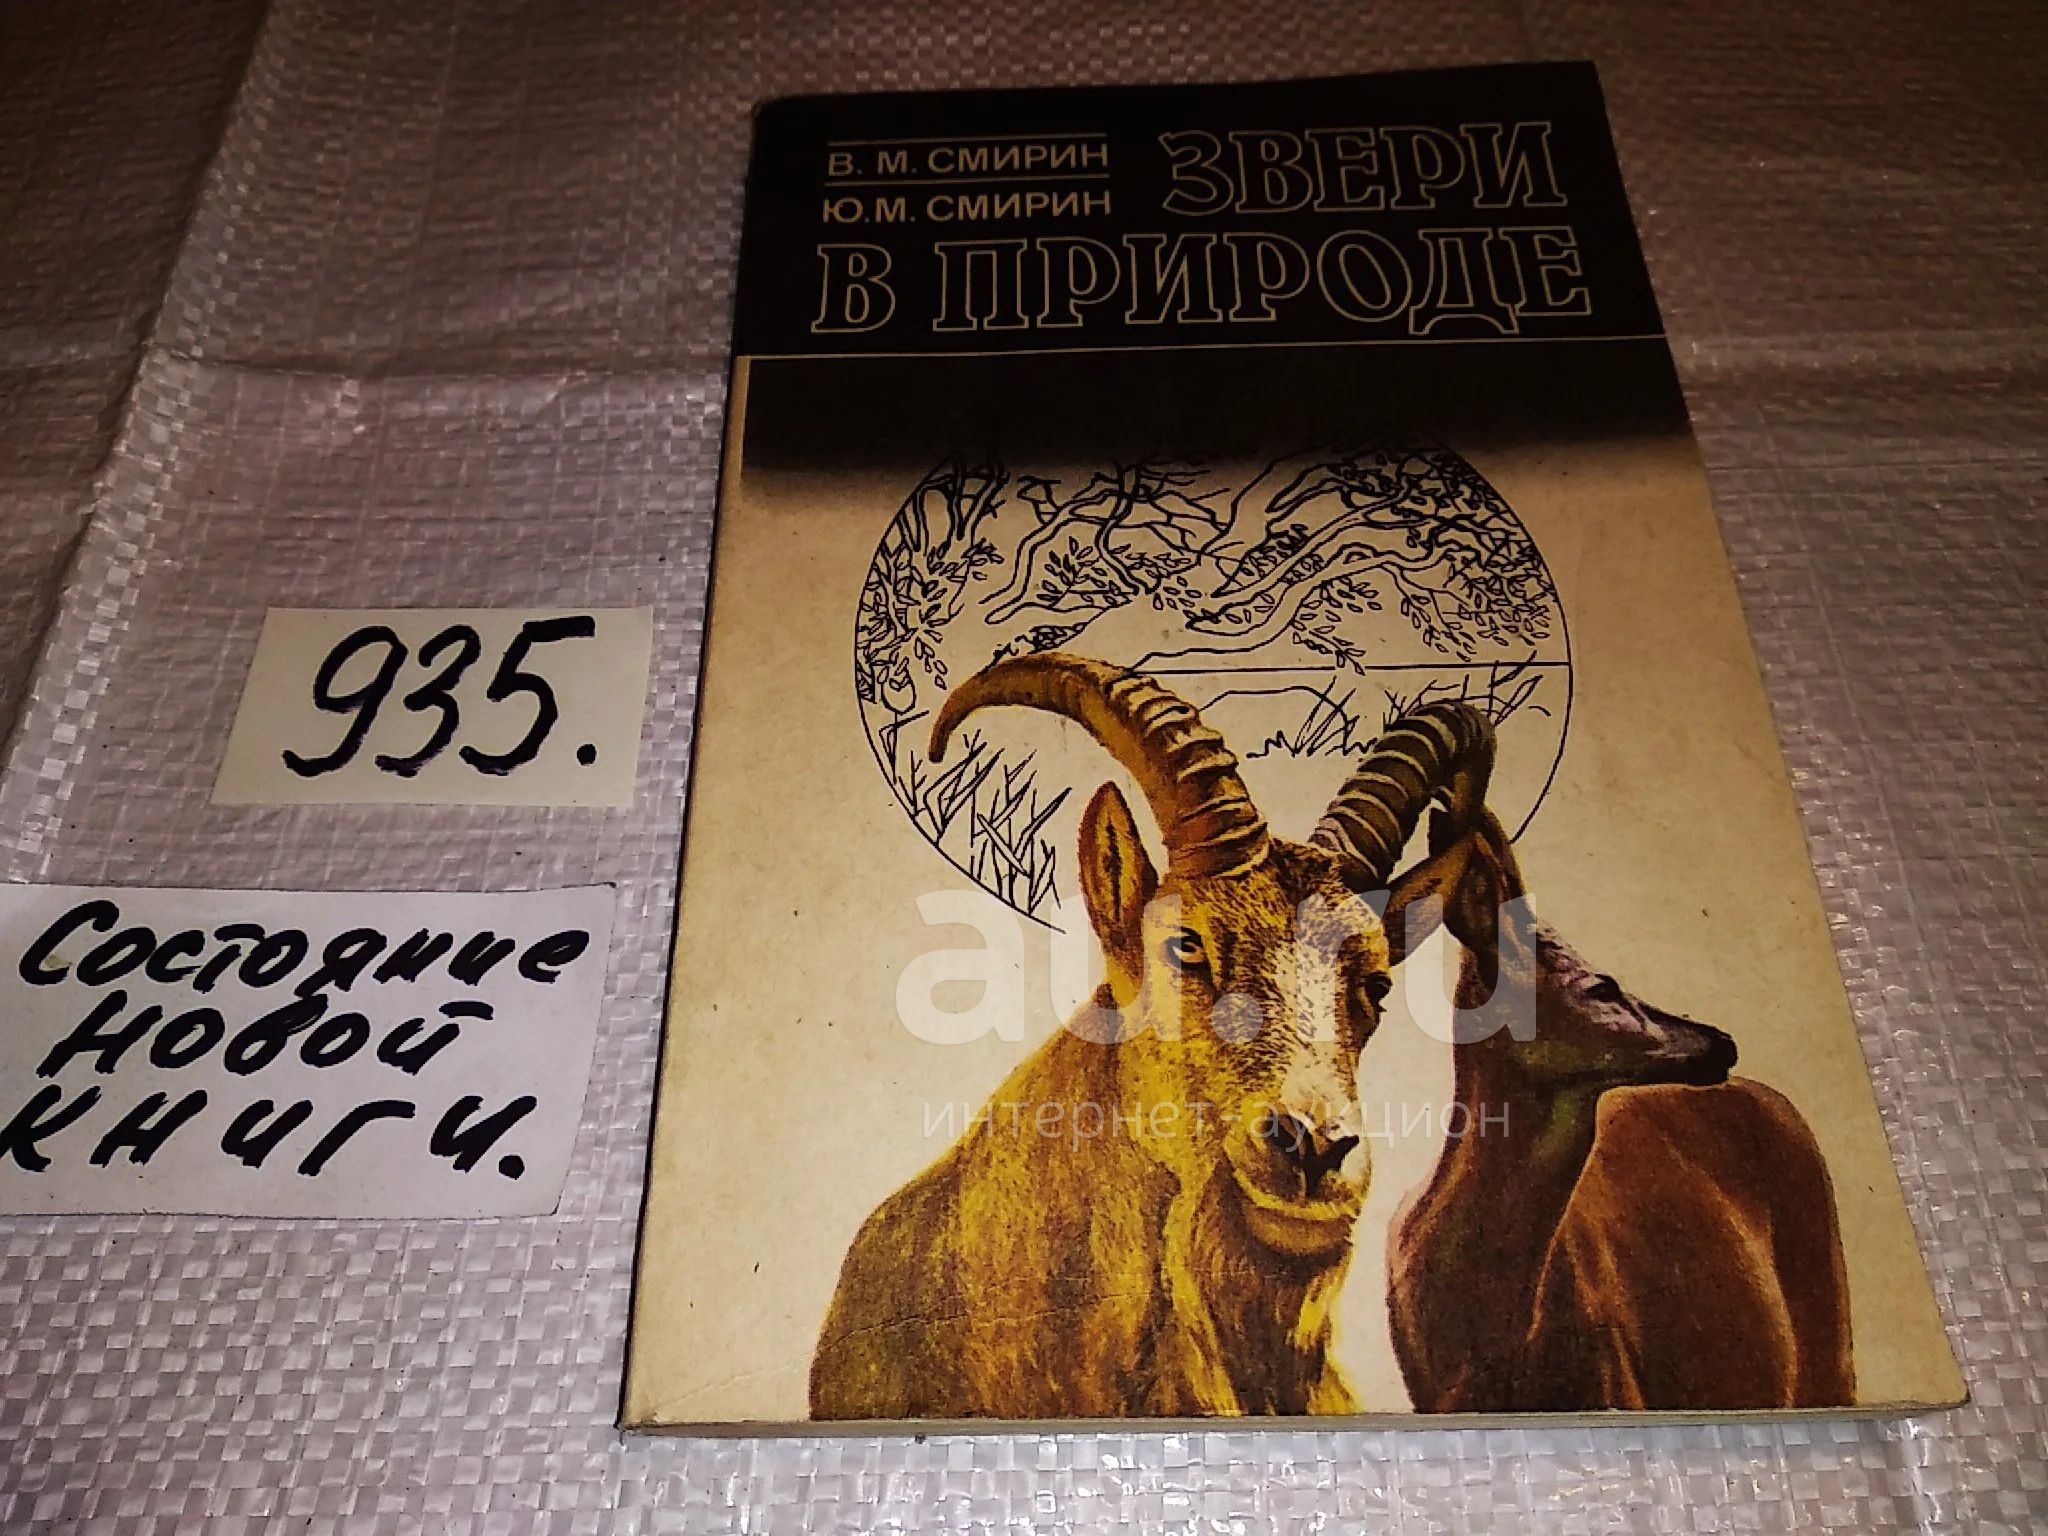 В. М. СМИРИН
Ю.М. СМИРИН
ЗВЕРИ
В ПРИРОДЕ
935.
Состояние
новой
книги.
au.ru
интернет-аукцион